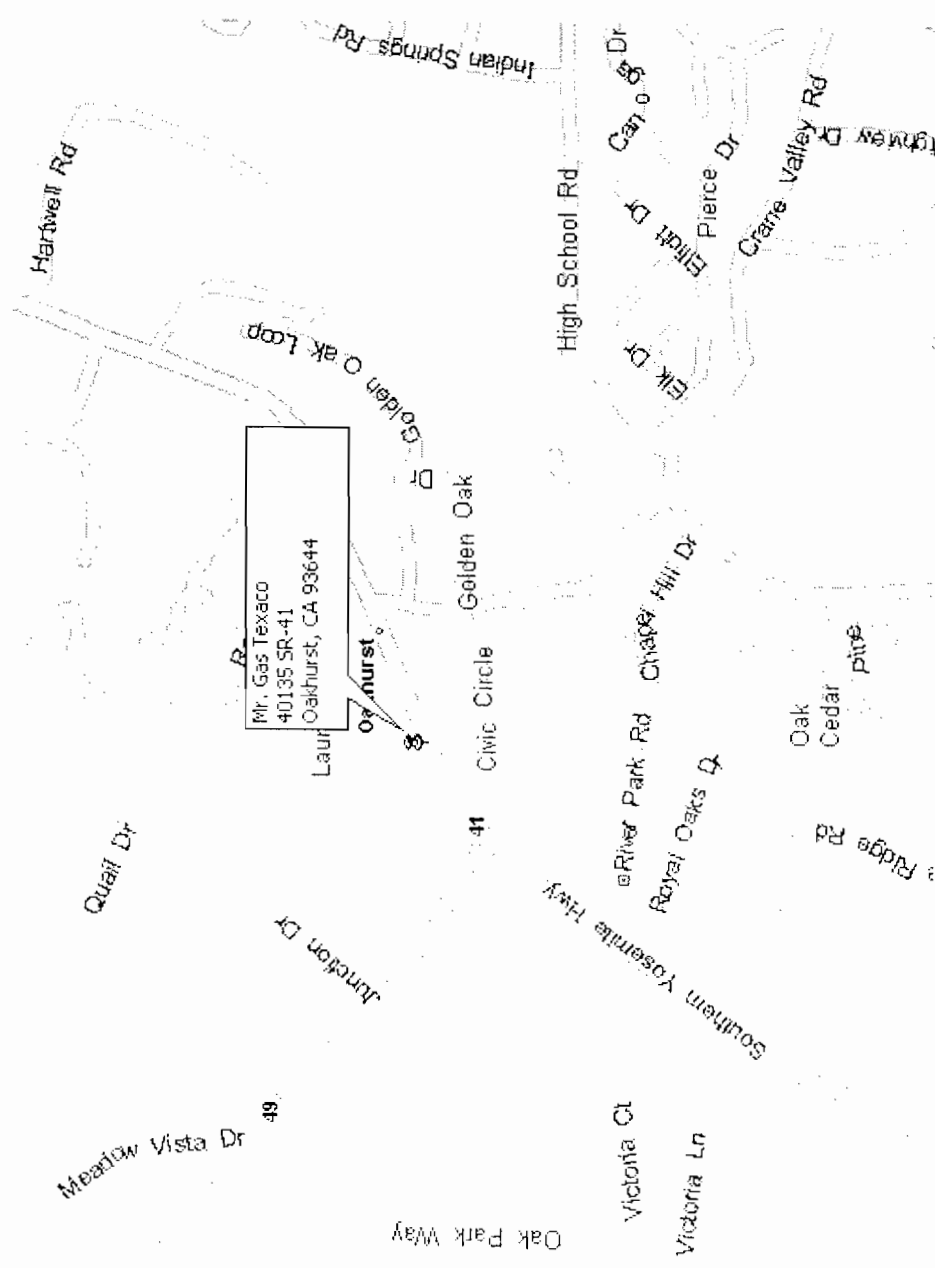 Meadow Vista Dr
49
Quail Dr
Junction Dr
Hartwell Rd
Mr. Gas Texaco
40135 SR-41
Oakhurst, CA 93644
Oakhurst
Golden Oak Loop
Dr
Golden Oak
Civic Circle
41
Indian Springs Rd
High School Rd
Oak Park Way
Southern Yosemite Hwy
River Park Rd
Chapel Hill Dr
Royal Oaks Dr
Elk Dr
Elliott Dr
Pierce Dr
Crane Valley Rd
Victoria Ct
Victoria Ln
Oak
Cedar
Pine
Ridge
Rd